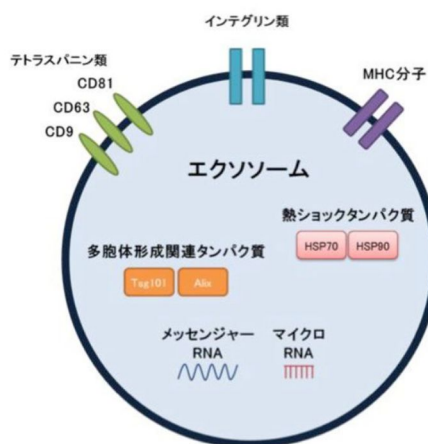 インテグリン類
テトラスパニン類
CD81
CD63
CD9
MHC分子
エクソソーム
熱ショックタンパク質
HSP70 HSP90
多胞体形成関連タンパク質
Tsg101 Alix
メッセンジャー
RNA
マイクロ
RNA